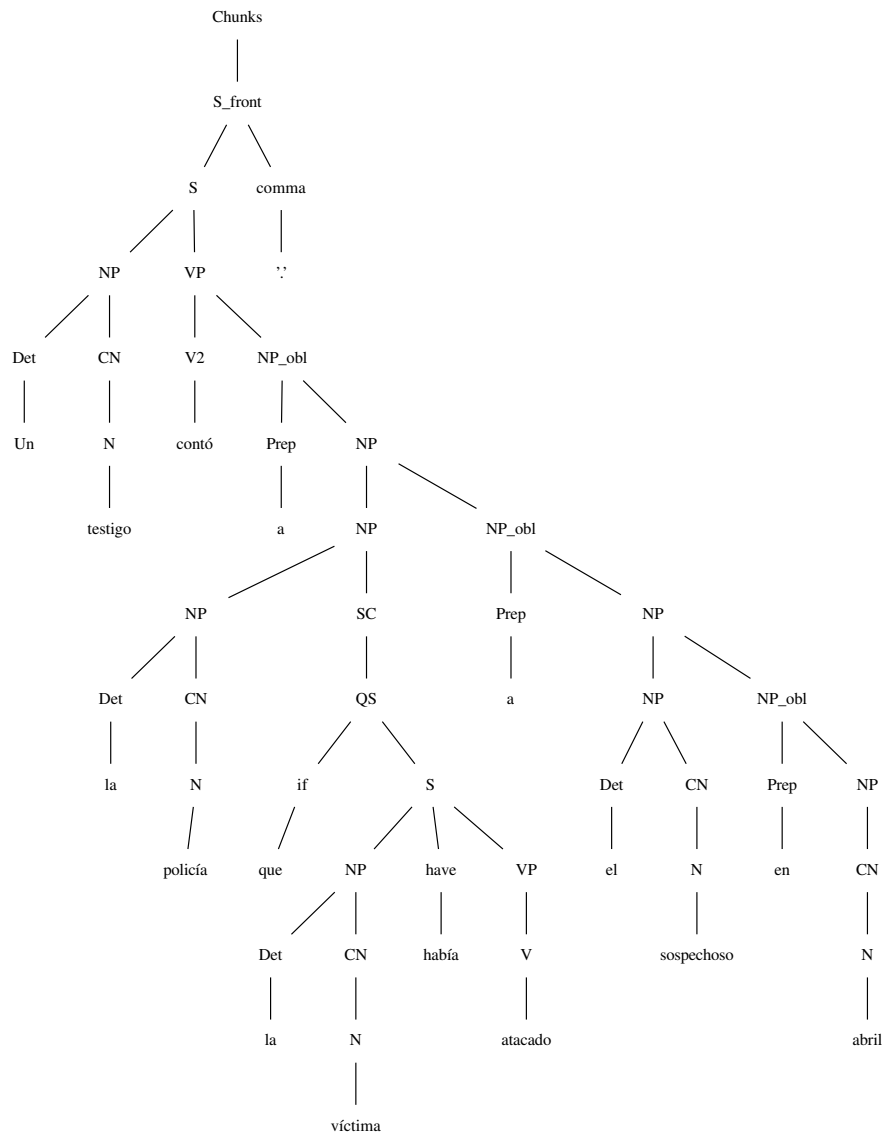 Chunks
S_front
S comma
NP VP '.'
Det CN V2 NP_obl
Un N contó Prep NP
testigo a NP NP_obl
NP SC Prep NP
Det CN QS a NP NP_obl
la N if S Det CN Prep NP
policía que NP have VP el N en CN
Det CN había V sospechoso N
la N atacado abril
víctima